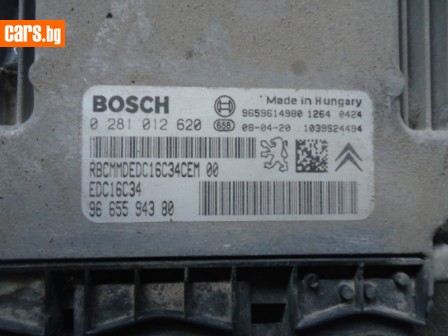 cars.bg
BOSCH
Made in Hungary
9659614980 1264 0424
0 281 012 620 656 08-04-20 1039S24494
RBCMMDEDC16C34CEM 00
EDC16C34
96 655 943 80